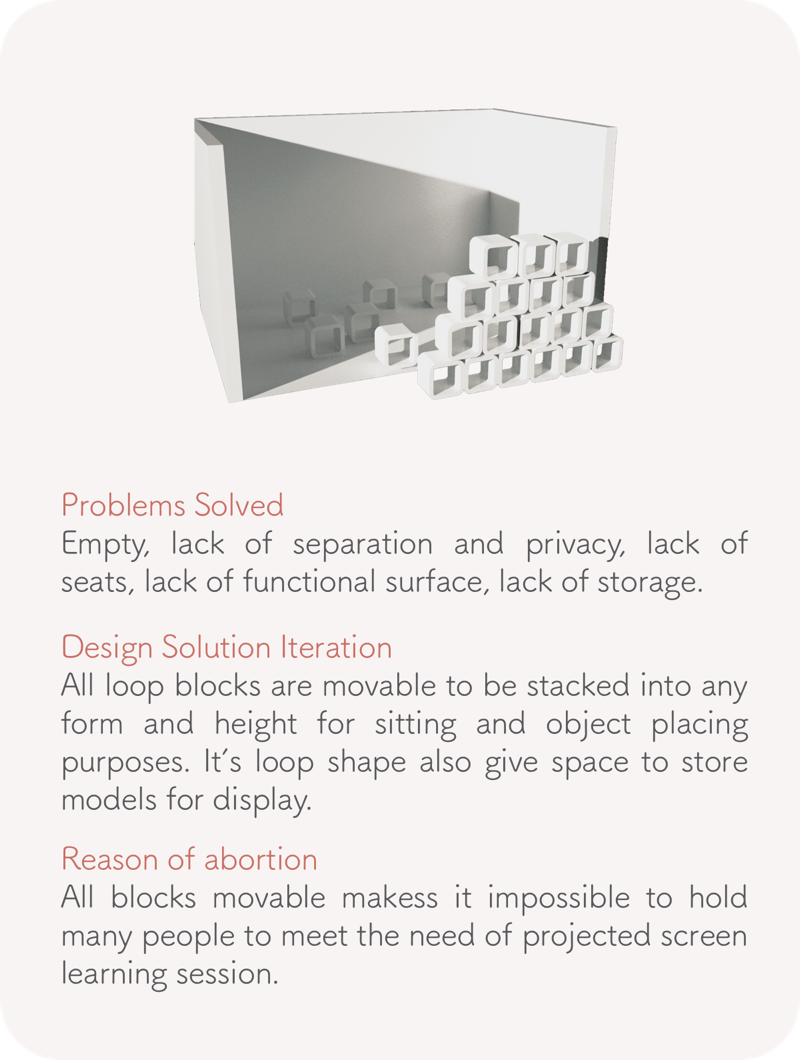 Problems Solved
Empty, lack of separation and privacy, lack of
seats, lack of functional surface, lack of storage.
Design Solution Iteration
All loop blocks are movable to be stacked into any
form and height for sitting and object placing
purposes. It´s loop shape also give space to store
models for display.
Reason of abortion
All blocks movable makess it impossible to hold
many people to meet the need of projected screen
learning session.